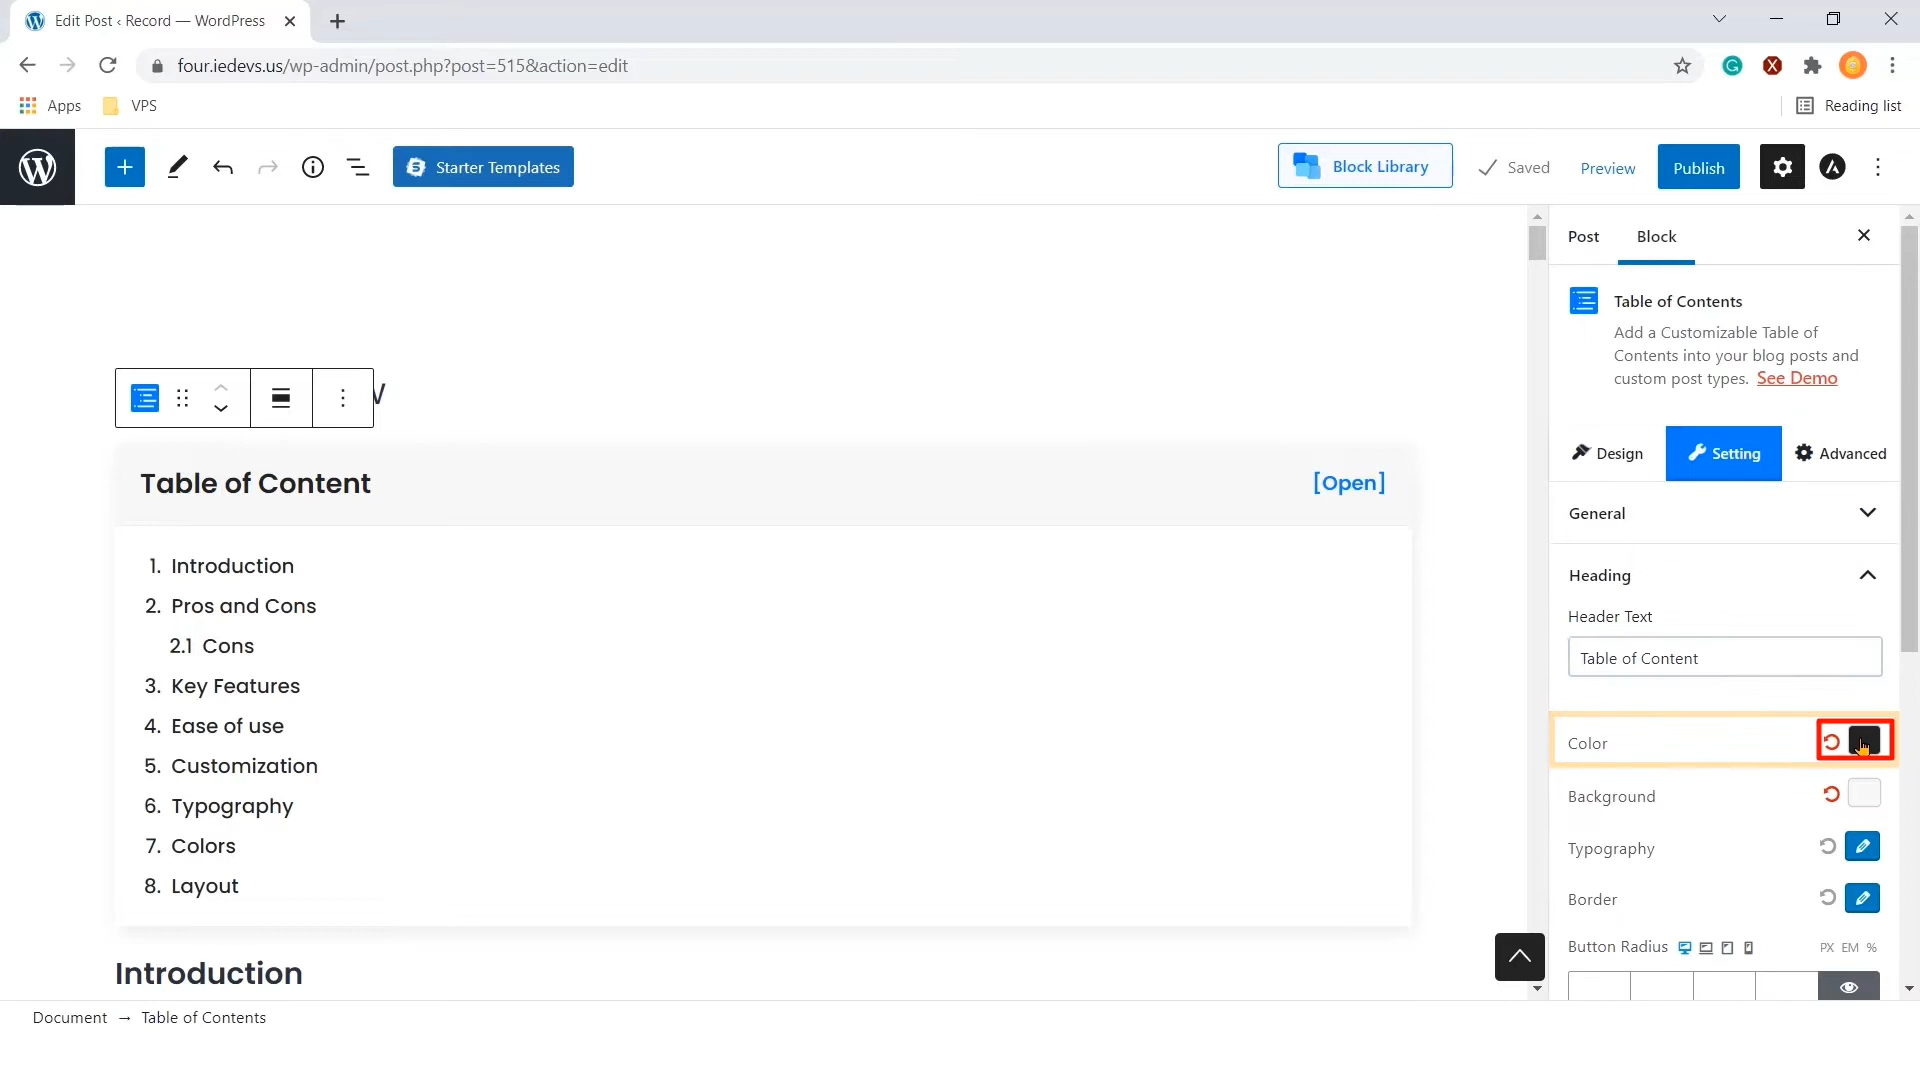 Edit Post ‹ Record — WordPress
four.iedevs.us/wp-admin/post.php?post=515&action=edit
Apps VPS Reading list
Starter Templates Block Library Saved Preview Publish
Post Block
Table of Contents
Add a Customizable Table of
Contents into your blog posts and
custom post types. See Demo
Design Setting Advanced
General
Heading
Header Text
Table of Content
Color
Background
Typography
Border
Button Radius PX EM %
Table of Content [Open]
1. Introduction
2. Pros and Cons
2.1 Cons
3. Key Features
4. Ease of use
5. Customization
6. Typography
7. Colors
8. Layout
Introduction
Document → Table of Contents